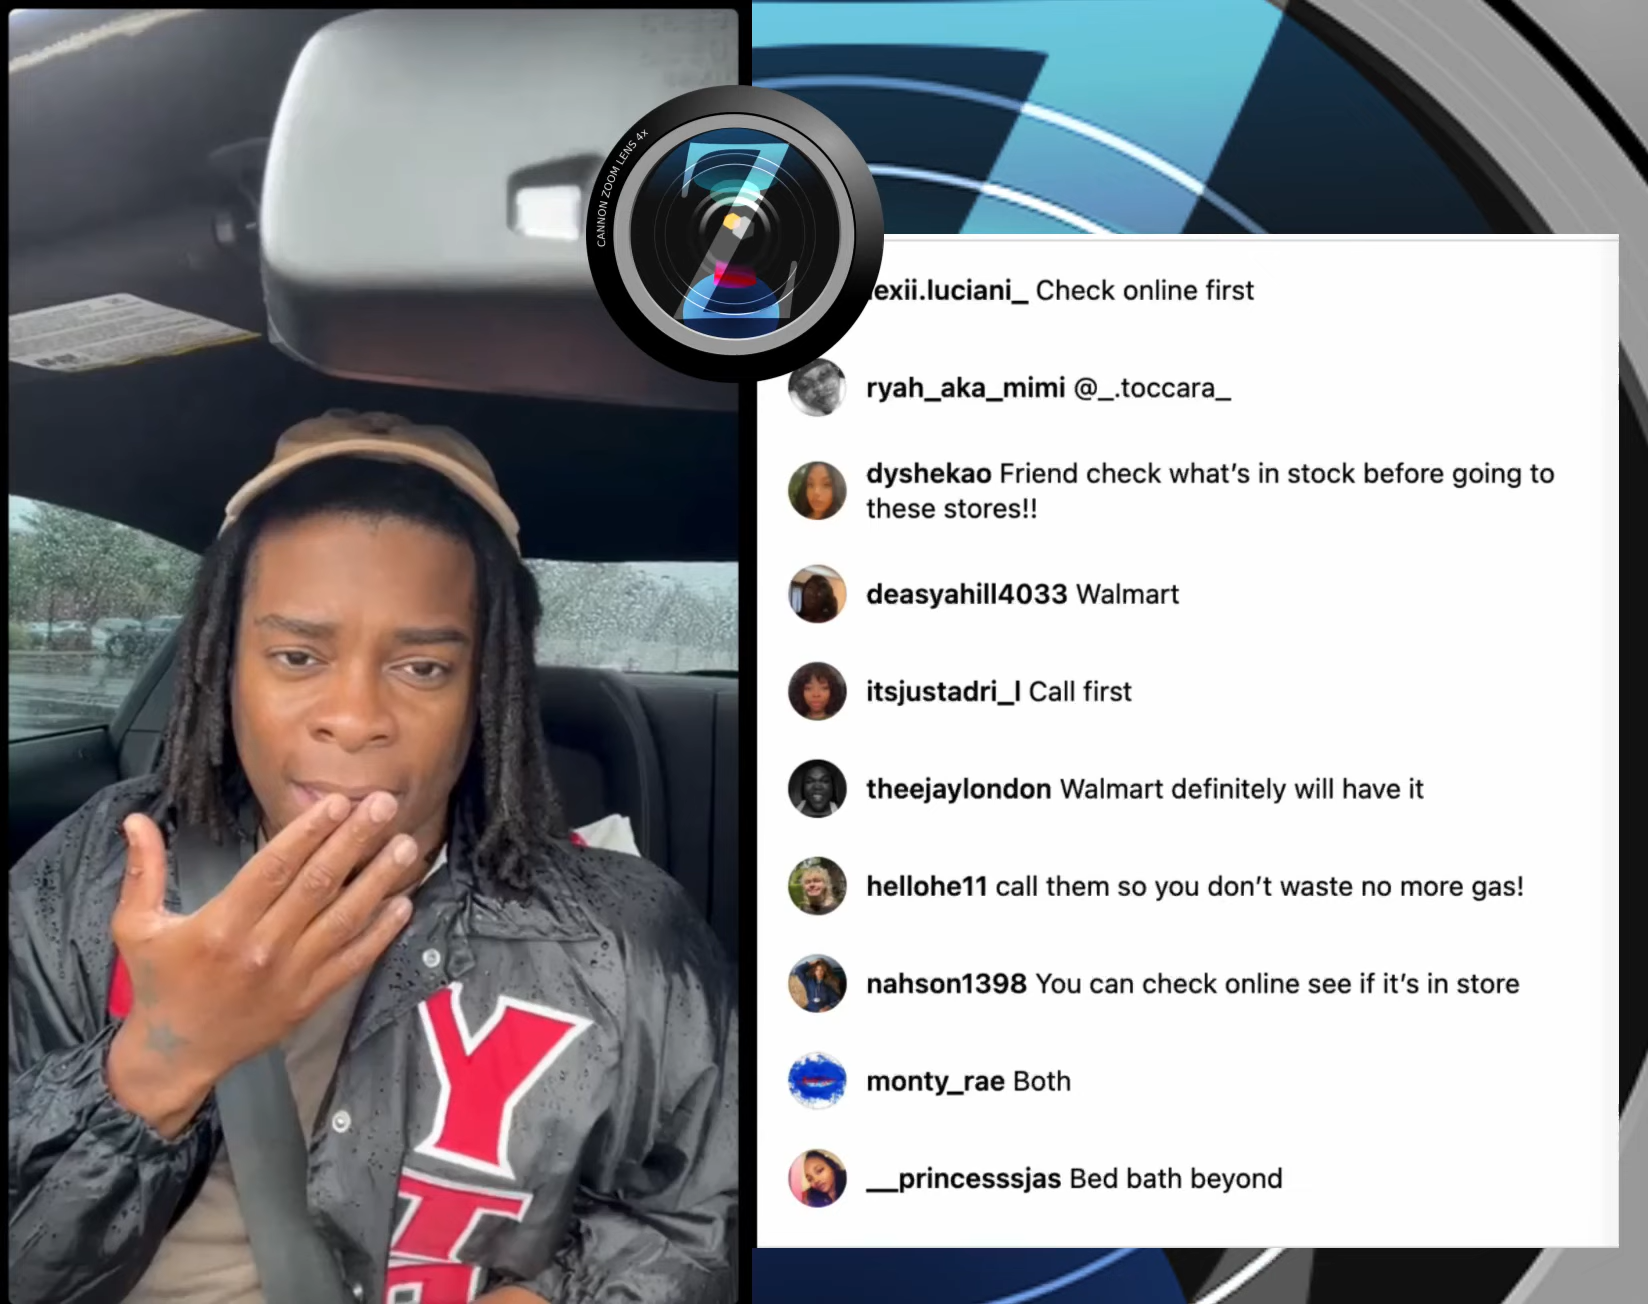 CANNON ZOOM LENS 4x
exii.luciani_ Check online first
ryah_aka_mimi @_.toccara_
dyshekao Friend check what's in stock before going to
these stores!!
deasyahill4033 Walmart
itsjustadri_l Call first
theejaylondon Walmart definitely will have it
hellohe11 call them so you don't waste no more gas!
nahson1398 You can check online see if it's in store
monty_rae Both
__princesssjas Bed bath beyond
Y